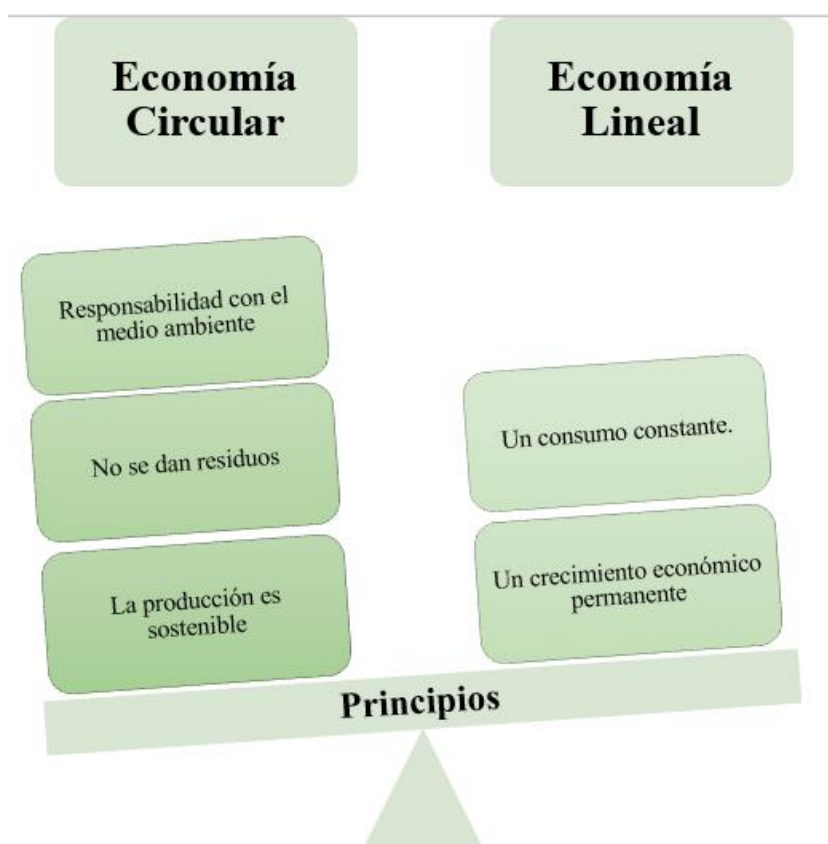 Economía
Circular
Economía
Lineal
Responsabilidad con el
medio ambiente
No se dan residuos
La producción es
sostenible
Un consumo constante.
Un crecimiento económico
permanente
Principios